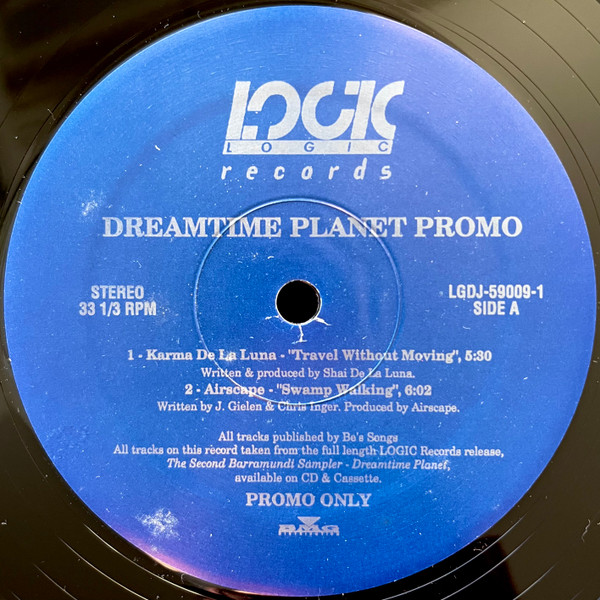 LOGIC
LOGIC
records
DREAMTIME PLANET PROMO
STEREO
33 1/3 RPM
LGDJ-59009-1
SIDE A
1 - Karma De La Luna - "Travel Without Moving", 5:30
Written & produced by Shai De La Luna.
2 - Airscape - "Swamp Walking", 6:02
Written by J. Gielen & Chris Inger. Produced by Airscape.
All tracks published by Be's Songs
All tracks on this record taken from the full length LOGIC Records release,
The Second Barramundi Sampler - Dreamtime Planet,
available on CD & Cassette.
PROMO ONLY
BMG